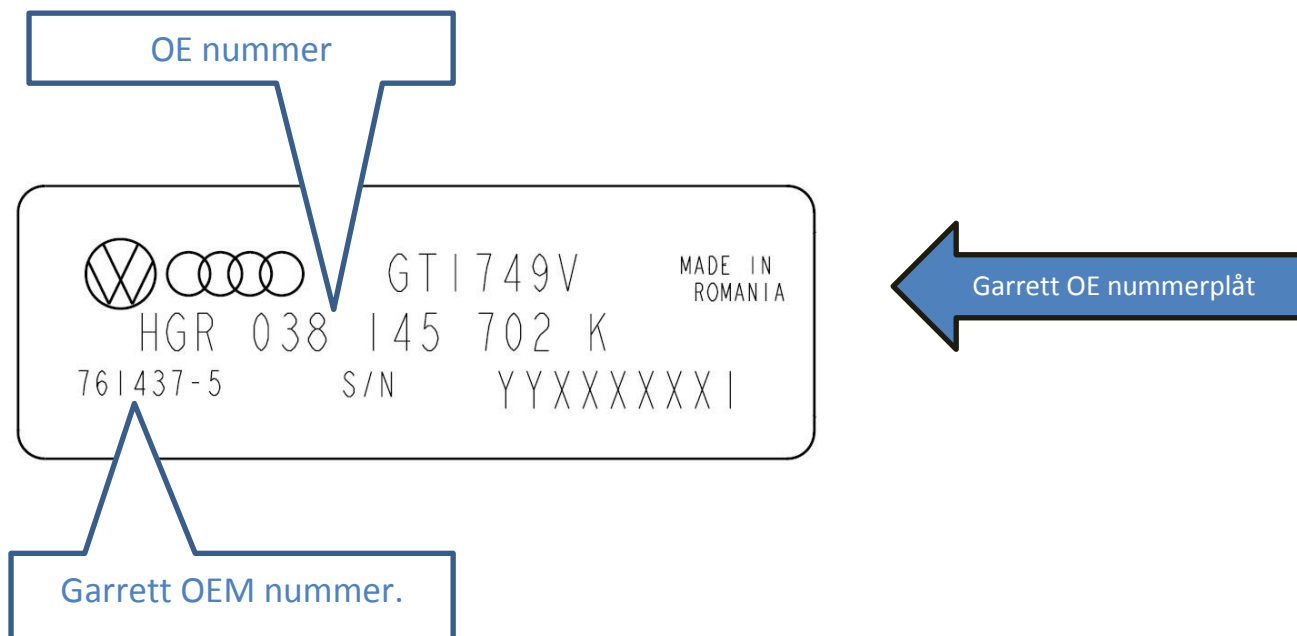 OE nummer
GT1749V
MADE IN
ROMANIA
HGR 038 145 702 K
761437-5 S/N YYXXXXXX1
Garrett OE nummerplåt
Garrett OEM nummer.